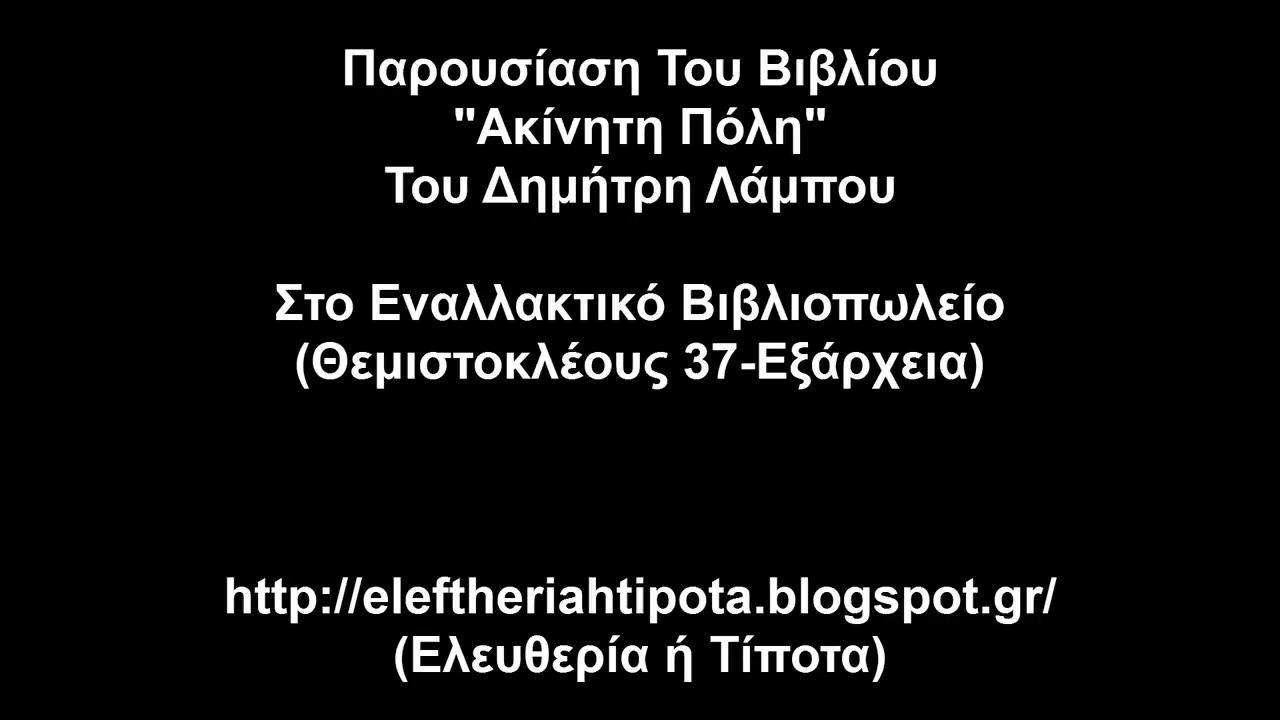 Παρουσίαση Του Βιβλίου
"Ακίνητη Πόλη"
Του Δημήτρη Λάμπου
Στο Εναλλακτικό Βιβλιοπωλείο
(Θεμιστοκλέους 37-Εξάρχεια)
http://eleftheriahtipota.blogspot.gr/
(Ελευθερία ή Τίποτα)